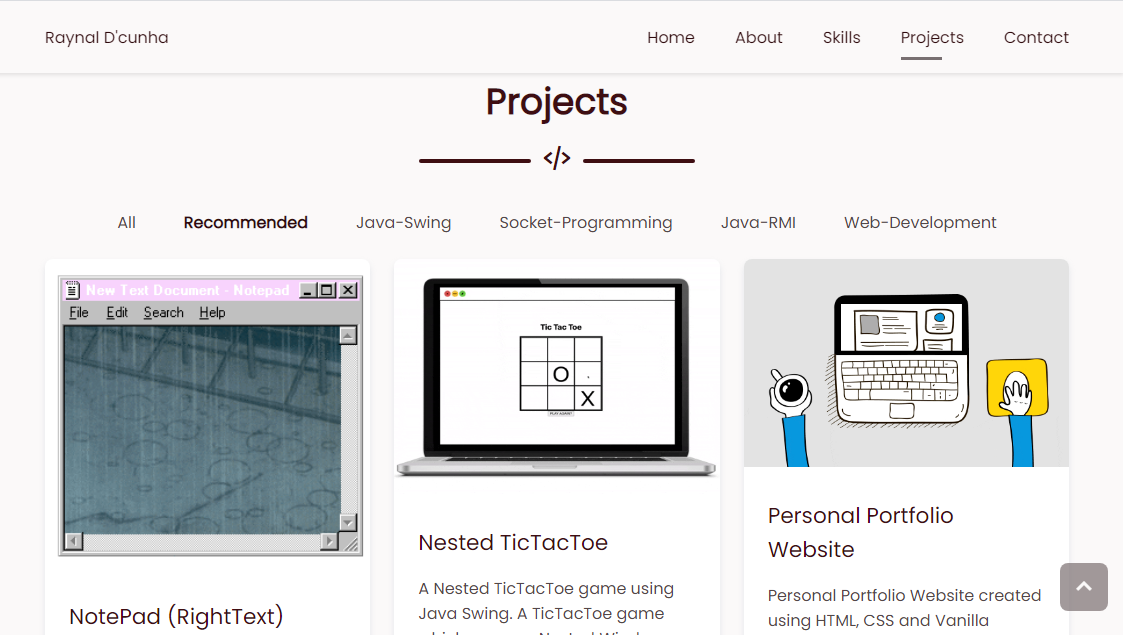 Raynal D'cunha
Home About Skills Projects Contact
Projects
</>
All Recommended Java-Swing Socket-Programming Java-RMI Web-Development
New Text Document - Notepad
File Edit Search Help
NotePad (RightText)
Tic Tac Toe
O
X
PLAY AGAIN!
Nested TicTacToe
A Nested TicTacToe game using
Java Swing. A TicTacToe game
Personal Portfolio
Website
Personal Portfolio Website created
using HTML, CSS and Vanilla